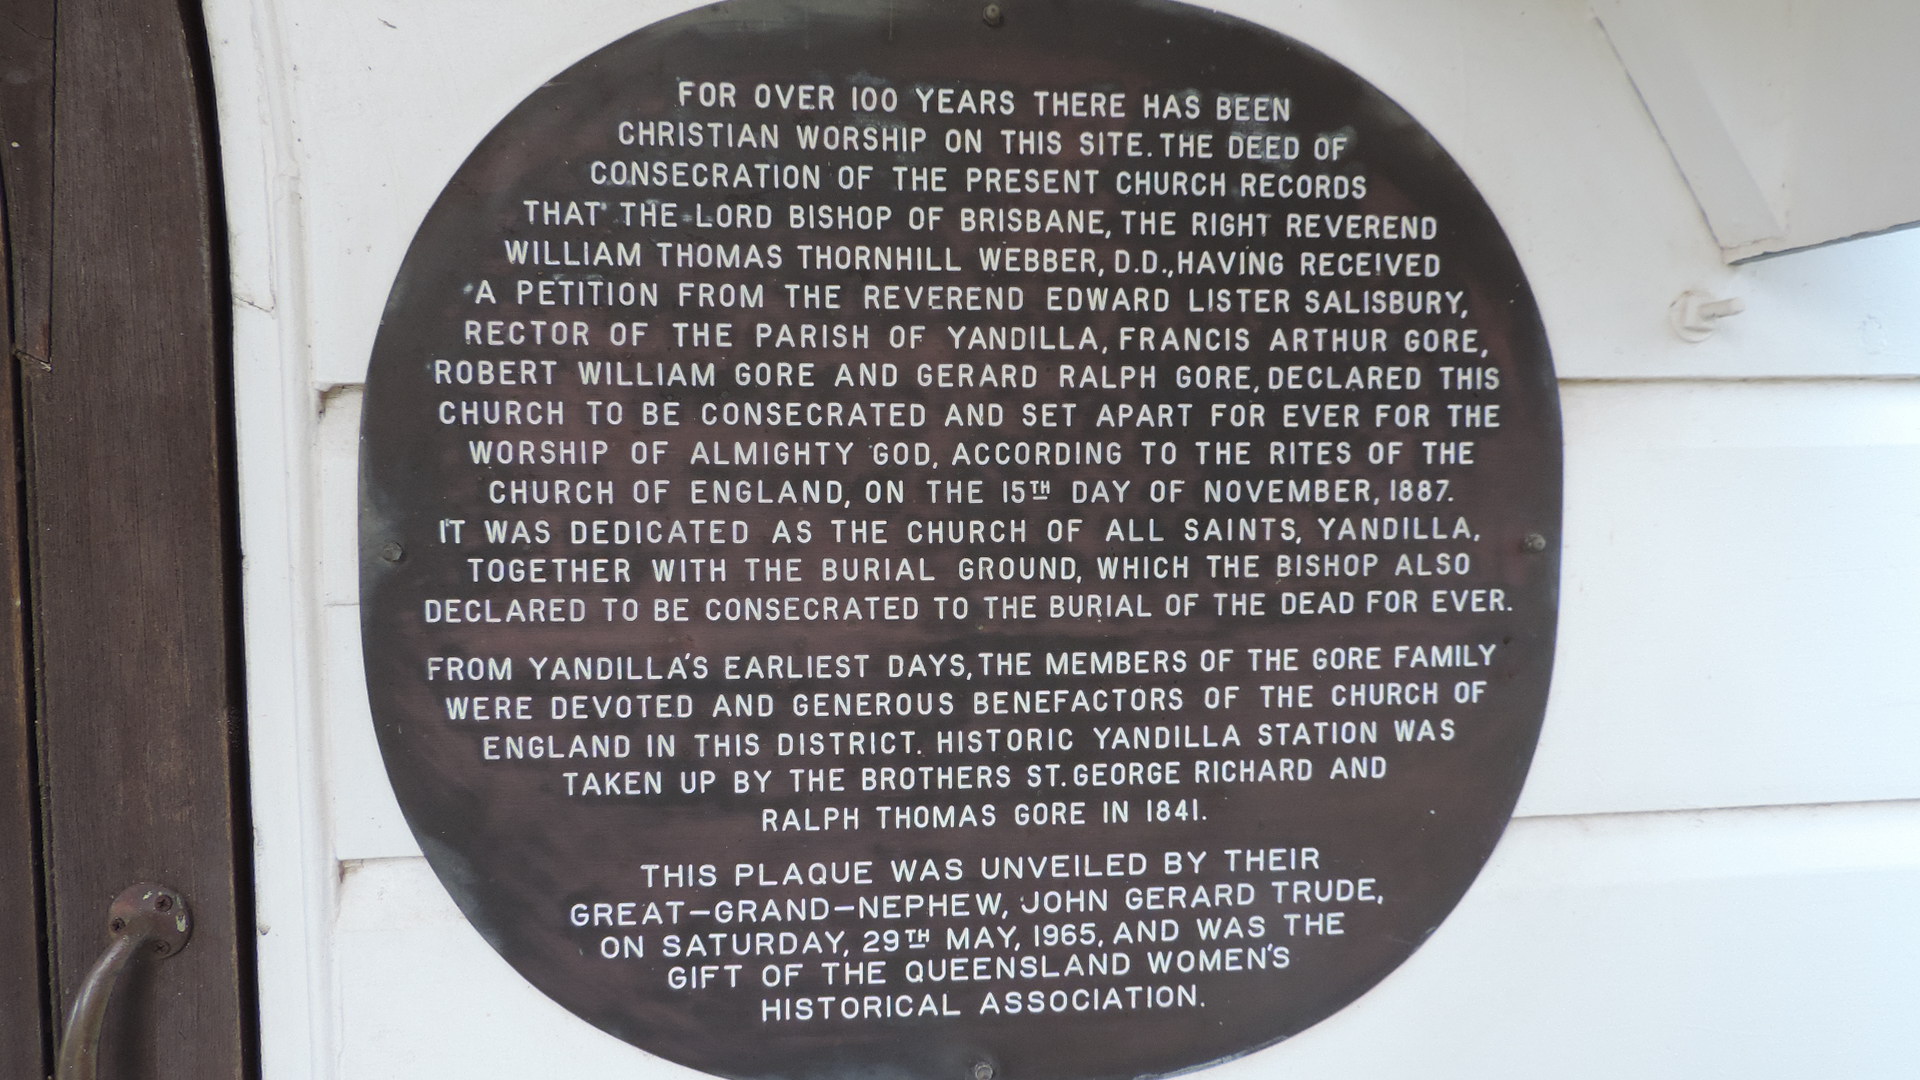 FOR OVER 100 YEARS THERE HAS BEEN
CHRISTIAN WORSHIP ON THIS SITE. THE DEED OF
CONSECRATION OF THE PRESENT CHURCH RECORDS
THAT THE LORD BISHOP OF BRISBANE, THE RIGHT REVEREND
WILLIAM THOMAS THORNHILL WEBBER, D.D., HAVING RECEIVED
A PETITION FROM THE REVEREND EDWARD LISTER SALISBURY,
RECTOR OF THE PARISH OF YANDILLA, FRANCIS ARTHUR GORE,
ROBERT WILLIAM GORE AND GERARD RALPH GORE, DECLARED THIS
CHURCH TO BE CONSECRATED AND SET APART FOR EVER FOR THE
WORSHIP OF ALMIGHTY GOD, ACCORDING TO THE RITES OF THE
CHURCH OF ENGLAND, ON THE 15TH DAY OF NOVEMBER, 1887.
IT WAS DEDICATED AS THE CHURCH OF ALL SAINTS, YANDILLA,
TOGETHER WITH THE BURIAL GROUND, WHICH THE BISHOP ALSO
DECLARED TO BE CONSECRATED TO THE BURIAL OF THE DEAD FOR EVER.
FROM YANDILLA'S EARLIEST DAYS, THE MEMBERS OF THE GORE FAMILY
WERE DEVOTED AND GENEROUS BENEFACTORS OF THE CHURCH OF
ENGLAND IN THIS DISTRICT. HISTORIC YANDILLA STATION WAS
TAKEN UP BY THE BROTHERS ST. GEORGE RICHARD AND
RALPH THOMAS GORE IN 1841.
THIS PLAQUE WAS UNVEILED BY THEIR
GREAT-GRAND-NEPHEW, JOHN GERARD TRUDE,
ON SATURDAY, 29TH MAY, 1965, AND WAS THE
GIFT OF THE QUEENSLAND WOMEN'S
HISTORICAL ASSOCIATION.